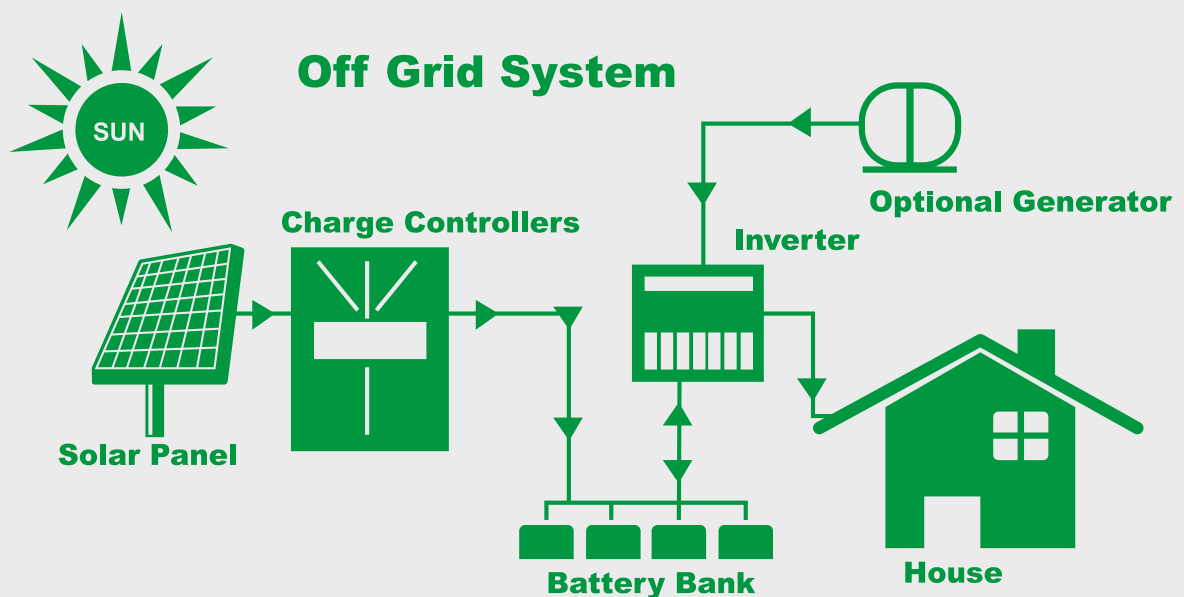 Off Grid System
SUN
Optional Generator
Charge Controllers
Inverter
Solar Panel
Battery Bank
House